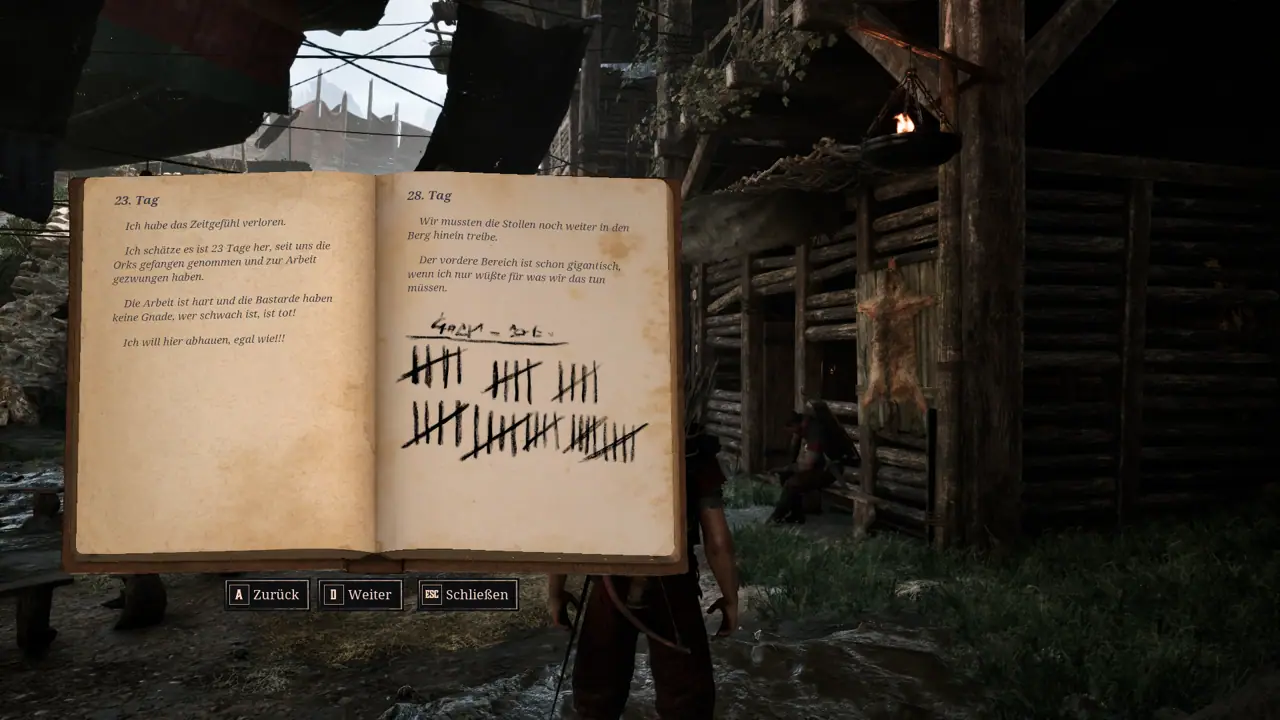 23. Tag
Ich habe das Zeitgefühl verloren.
Ich schätze es ist 23 Tage her, seit uns die
Orks gefangen genommen und zur Arbeit
gezwungen haben.
Die Arbeit ist hart und die Bastarde haben
keine Gnade, wer schwach ist, ist tot!
Ich will hier abhauen, egal wie!!!
28. Tag
Wir mussten die Stollen noch weiter in den
Berg hinein treibe.
Der vordere Bereich ist schon gigantisch,
wenn ich nur wüßte für was wir das tun
müssen.
A Zurück
D Weiter
ESC Schließen